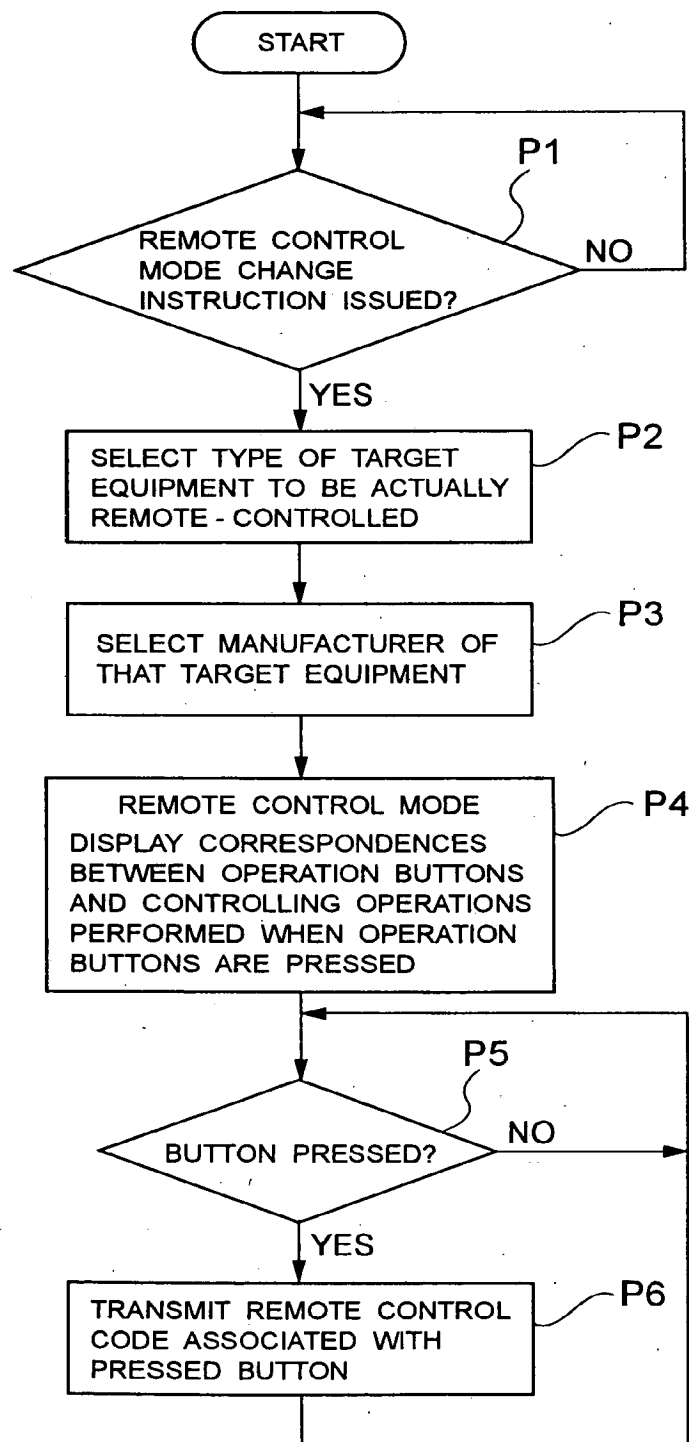 START
P1
REMOTE CONTROL
MODE CHANGE
INSTRUCTION ISSUED?
NO
YES
P2
SELECT TYPE OF TARGET
EQUIPMENT TO BE ACTUALLY
REMOTE - CONTROLLED
P3
SELECT MANUFACTURER OF
THAT TARGET EQUIPMENT
P4
REMOTE CONTROL MODE
DISPLAY CORRESPONDENCES
BETWEEN OPERATION BUTTONS
AND CONTROLLING OPERATIONS
PERFORMED WHEN OPERATION
BUTTONS ARE PRESSED
P5
BUTTON PRESSED?
NO
YES
P6
TRANSMIT REMOTE CONTROL
CODE ASSOCIATED WITH
PRESSED BUTTON